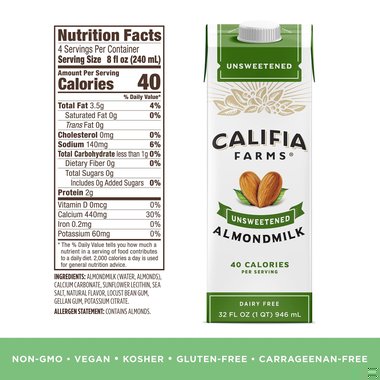 Nutrition Facts
4 Servings Per Container
Serving Size 8 fl oz (240 mL)
Amount Per Serving
Calories 40
% Daily Value*
Total Fat 3.5g 4%
Saturated Fat 0g 0%
Trans Fat 0g
Cholesterol 0mg 0%
Sodium 140mg 6%
Total Carbohydrate less than 1g 0%
Dietary Fiber 0g 0%
Total Sugars 0g
Includes 0g Added Sugars 0%
Protein 2g
Vitamin D 0mcg 0%
Calcium 440mg 30%
Iron 0.2mg 0%
Potassium 60mg 0%
* The % Daily Value tells you how much a
nutrient in a serving of food contributes to a
daily diet. 2,000 calories a day is used
for general nutrition advice.
INGREDIENTS: ALMONDMILK (WATER, ALMONDS),
CALCIUM CARBONATE, SUNFLOWER LECITHIN, SEA
SALT, NATURAL FLAVOR, LOCUST BEAN GUM,
GELLAN GUM, POTASSIUM CITRATE.
ALLERGEN STATEMENT: CONTAINS ALMONDS.
UNSWEETENED
CALIFIA
FARMS®
UNSWEETENED
ALMONDMILK
40 CALORIES
PER SERVING
DAIRY FREE
32 FL OZ (1 QT) 946 mL
NON-GMO • VEGAN • KOSHER • GLUTEN-FREE • CARRAGEENAN-FREE